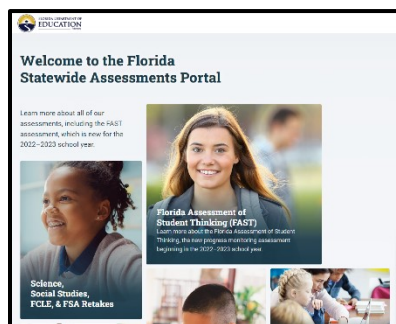 FLORIDA DEPARTMENT OF
EDUCATION
Welcome to the Florida
Statewide Assessments Portal
Learn more about all of our
assessments, including the FAST
assessment, which is new for the
2022–2023 school year.
Florida Assessment of
Student Thinking (FAST)
Learn more about the Florida Assessment of Student
Thinking, the new progress monitoring assessment
beginning in the 2022–2023 school year.
Science,
Social Studies,
FCLE, & FSA Retakes